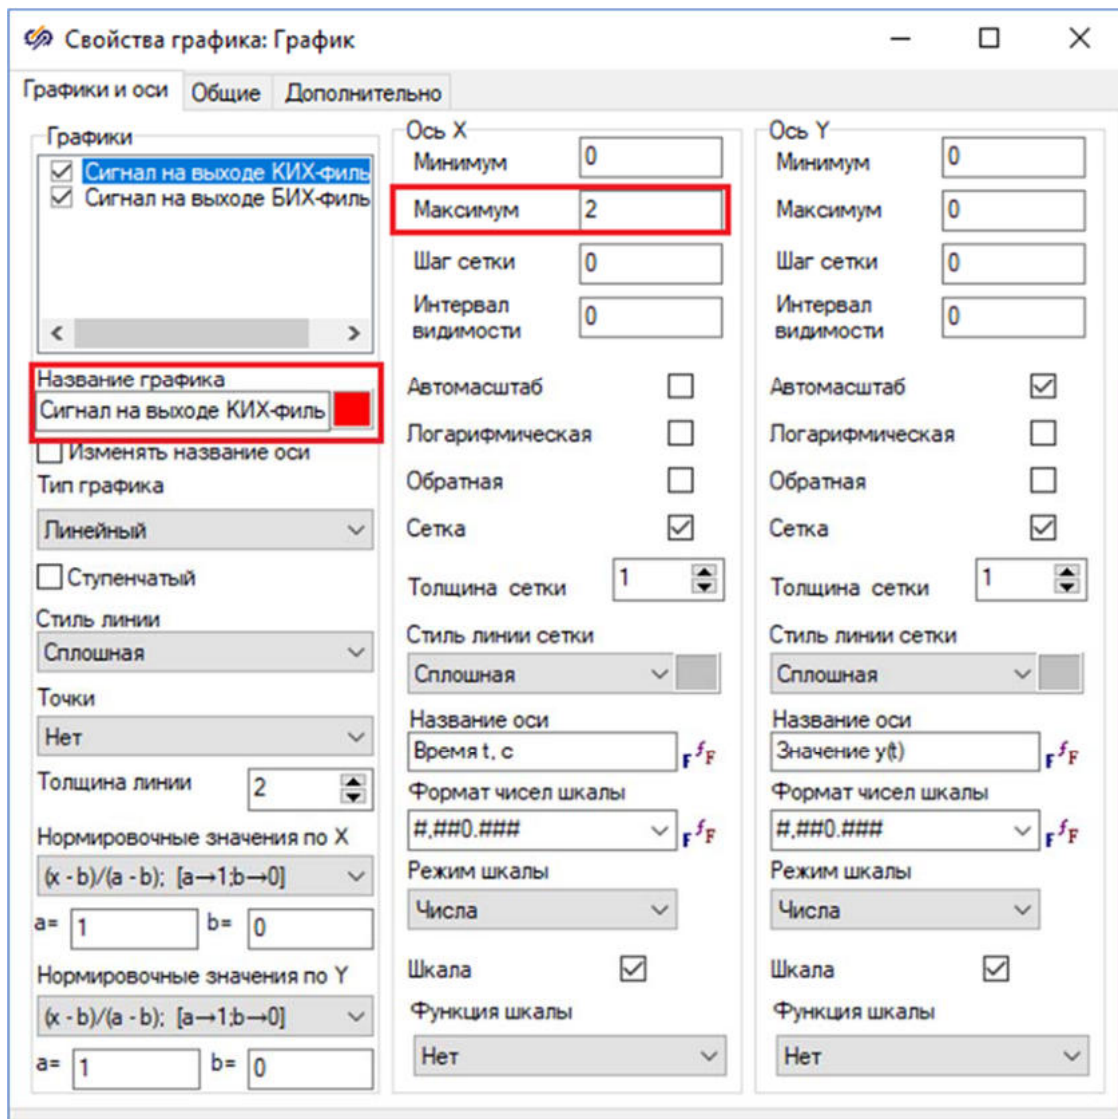 Свойства графика: График
Графики и оси Общие Дополнительно
Графики
Сигнал на выходе КИХ-филь
Сигнал на выходе БИХ-филь
Название графика
Сигнал на выходе КИХ-филь
Изменять название оси
Тип графика
Линейный
Ступенчатый
Стиль линии
Сплошная
Точки
Нет
Толщина линии 2
Нормировочные значения по X
(x - b)/(a - b); [a→1;b→0]
a= 1 b= 0
Нормировочные значения по Y
(x - b)/(a - b); [a→1;b→0]
a= 1 b= 0
Ось X
Минимум 0
Максимум 2
Шаг сетки 0
Интервал
видимости 0
Автомасштаб
Логарифмическая
Обратная
Сетка
Толщина сетки 1
Стиль линии сетки
Сплошная
Название оси
Время t, с
F f F
Формат чисел шкалы
#,##0.###
F f F
Режим шкалы
Числа
Шкала
Функция шкалы
Нет
Ось Y
Минимум 0
Максимум 0
Шаг сетки 0
Интервал
видимости 0
Автомасштаб
Логарифмическая
Обратная
Сетка
Толщина сетки 1
Стиль линии сетки
Сплошная
Название оси
Значение y(t)
F f F
Формат чисел шкалы
#,##0.###
F f F
Режим шкалы
Числа
Шкала
Функция шкалы
Нет